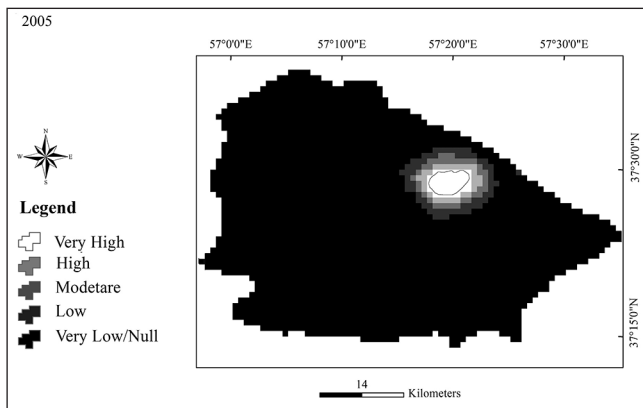 2005
57°0'0"E 57°10'0"E 57°20'0"E 57°30'0"E
37°30'0"N
37°15'0"N
N
W E
S
Legend
Very High
High
Modetare
Low
Very Low/Null
14
Kilometers